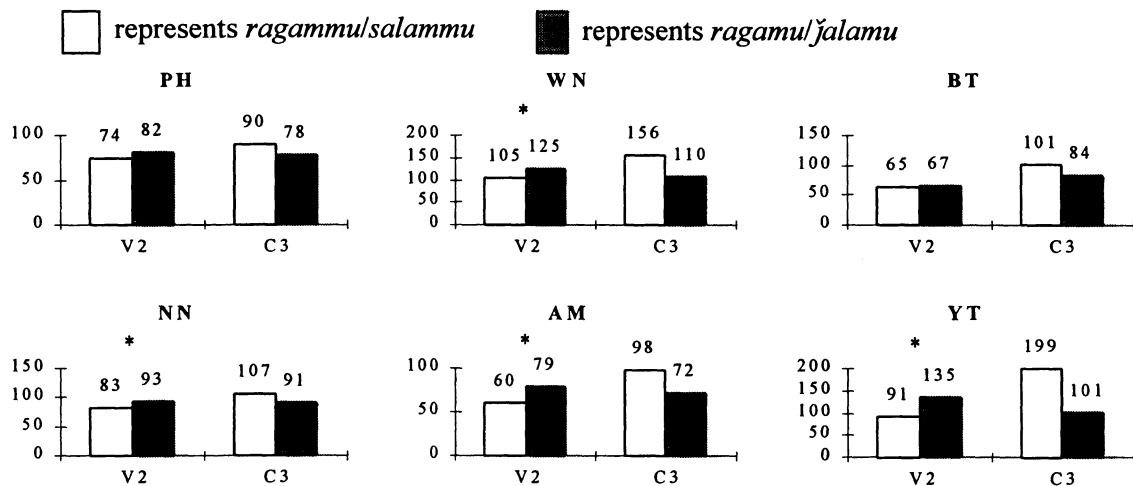 represents ragammu/salammu represents ragamu/ǰalamu
PH WN BT
*
100 50 0 74 82 90 78 V2 C3
200 150 100 50 0 105 125 156 110 V2 C3
150 100 50 0 65 67 101 84 V2 C3
NN AM YT
* * *
150 100 50 0 83 93 107 91 V2 C3
100 50 0 60 79 98 72 V2 C3
200 150 100 50 0 91 135 199 101 V2 C3